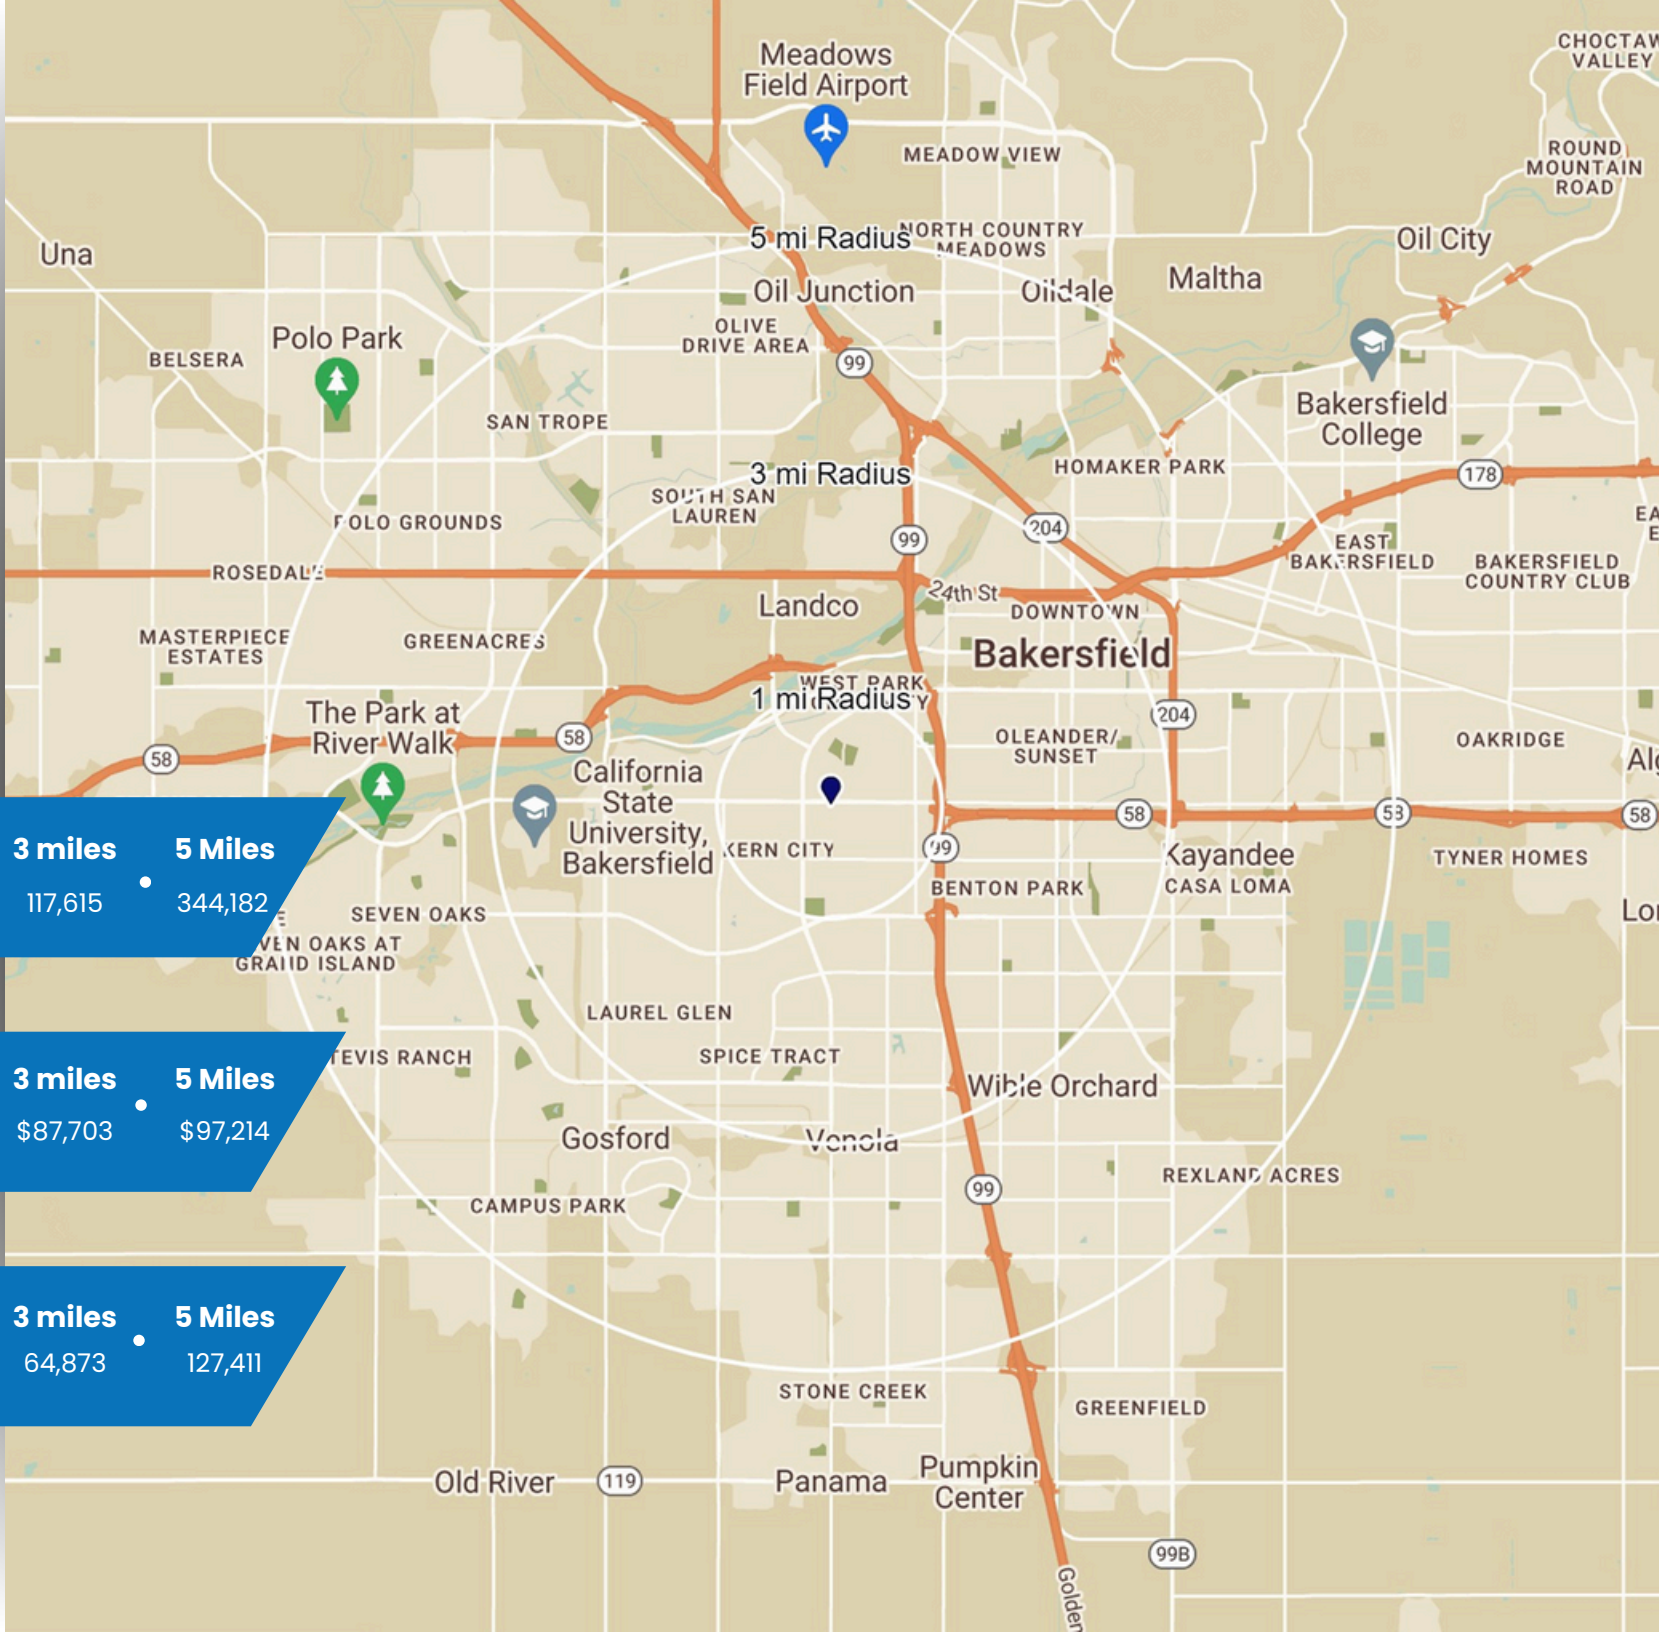 Meadows
Field Airport
CHOCTAW
VALLEY
MEADOW VIEW
ROUND
MOUNTAIN
ROAD
Una
5 mi Radius
NORTH COUNTRY
MEADOWS
Oil City
Maltha
Oil Junction
Oildale
OLIVE
DRIVE AREA
Polo Park
BELSERA
99
SAN TROPE
Bakersfield
College
3 mi Radius
HOMAKER PARK
178
SOUTH SAN
LAUREN
POLO GROUNDS
204
99
EAST
BAKERSFIELD
BAKERSFIELD
COUNTRY CLUB
ROSEDALE
24th St
Landco
DOWNTOWN
MASTERPIECE
ESTATES
GREENACRES
Bakersfield
WEST PARK
1 mi Radius
The Park at
River Walk
58
58
204
OLEANDER/
SUNSET
OAKRIDGE
California
State
University,
Bakersfield
58
58
58
KERN CITY
99
Kayandee
CASA LOMA
TYNER HOMES
BENTON PARK
3 miles
5 Miles
117,615
344,182
SEVEN OAKS
OAKS AT
GRAND ISLAND
LAUREL GLEN
SPICE TRACT
TEVIS RANCH
3 miles
5 Miles
$87,703
$97,214
Wible Orchard
Gosford
Venola
REXLAND ACRES
99
CAMPUS PARK
3 miles
5 Miles
64,873
127,411
STONE CREEK
GREENFIELD
Old River
119
Panama
Pumpkin
Center
99B
Golden